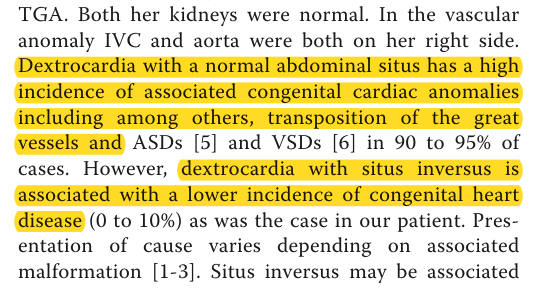 TGA. Both her kidneys were normal. In the vascular
anomaly IVC and aorta were both on her right side.
Dextrocardia with a normal abdominal situs has a high
incidence of associated congenital cardiac anomalies
including among others, transposition of the great
vessels and ASDs [5] and VSDs [6] in 90 to 95% of
cases. However, dextrocardia with situs inversus is
associated with a lower incidence of congenital heart
disease (0 to 10%) as was the case in our patient. Pres-
entation of cause varies depending on associated
malformation [1-3]. Situs inversus may be associated